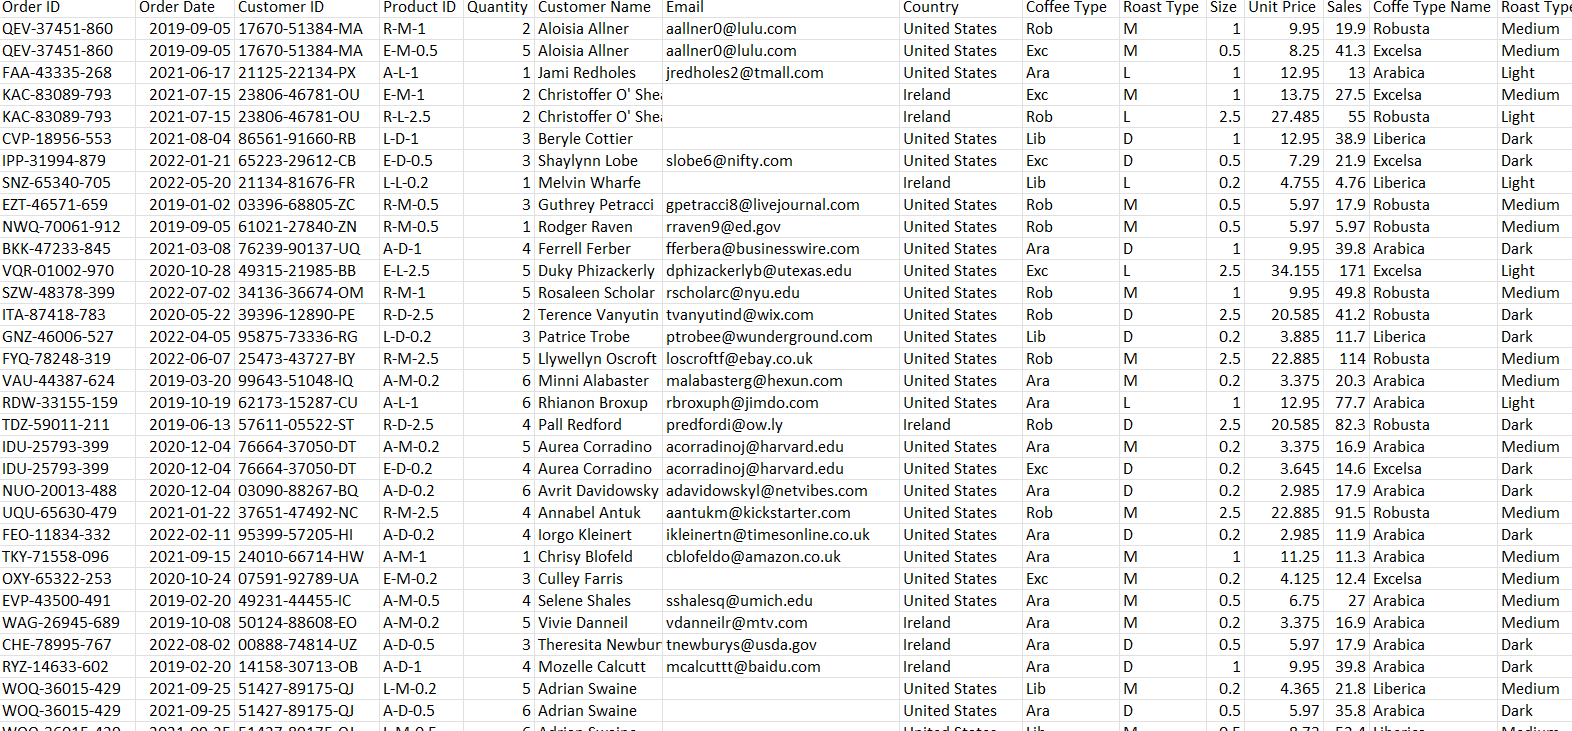 Order ID Order Date Customer ID Product ID Quantity Customer Name Email Country Coffee Type Roast Type Size Unit Price Sales Coffe Type Name Roast Type
QEV-37451-860 2019-09-05 17670-51384-MA R-M-1 2 Aloisia Allner aallner0@lulu.com United States Rob M 1 9.95 19.9 Robusta Medium
QEV-37451-860 2019-09-05 17670-51384-MA E-M-0.5 5 Aloisia Allner aallner0@lulu.com United States Exc M 0.5 8.25 41.3 Excelsa Medium
FAA-43335-268 2021-06-17 21125-22134-PX A-L-1 1 Jami Redholes jredholes2@tmall.com United States Ara L 1 12.95 13 Arabica Light
KAC-83089-793 2021-07-15 23806-46781-OU E-M-1 2 Christoffer O' Shea Ireland Exc M 1 13.75 27.5 Excelsa Medium
KAC-83089-793 2021-07-15 23806-46781-OU R-L-2.5 2 Christoffer O' Shea Ireland Rob L 2.5 27.485 55 Robusta Light
CVP-18956-553 2021-08-04 86561-91660-RB L-D-1 3 Beryle Cottier United States Lib D 1 12.95 38.9 Liberica Dark
IPP-31994-879 2022-01-21 65223-29612-CB E-D-0.5 3 Shaylynn Lobe slobe6@nifty.com United States Exc D 0.5 7.29 21.9 Excelsa Dark
SNZ-65340-705 2022-05-20 21134-81676-FR L-L-0.2 1 Melvin Wharfe Ireland Lib L 0.2 4.755 4.76 Liberica Light
EZT-46571-659 2019-01-02 03396-68805-ZC R-M-0.5 3 Guthrey Petracci gpetracci8@livejournal.com United States Rob M 0.5 5.97 17.9 Robusta Medium
NWQ-70061-912 2019-09-05 61021-27840-ZN R-M-0.5 1 Rodger Raven rraven9@ed.gov United States Rob M 0.5 5.97 5.97 Robusta Medium
BKK-47233-845 2021-03-08 76239-90137-UQ A-D-1 4 Ferrell Ferber fferbera@businesswire.com United States Ara D 1 9.95 39.8 Arabica Dark
VQR-01002-970 2020-10-28 49315-21985-BB E-L-2.5 5 Duky Phizackerly dphizackerlyb@utexas.edu United States Exc L 2.5 34.155 171 Excelsa Light
SZW-48378-399 2022-07-02 34136-36674-OM R-M-1 5 Rosaleen Scholar rscholarc@nyu.edu United States Rob M 1 9.95 49.8 Robusta Medium
ITA-87418-783 2020-05-22 39396-12890-PE R-D-2.5 2 Terence Vanyutin tvanyutind@wix.com United States Rob D 2.5 20.585 41.2 Robusta Dark
GNZ-46006-527 2022-04-05 95875-73336-RG L-D-0.2 3 Patrice Trobe ptrobee@wunderground.com United States Lib D 0.2 3.885 11.7 Liberica Dark
FYQ-78248-319 2022-06-07 25473-43727-BY R-M-2.5 5 Llywellyn Oscroft loscroftf@ebay.co.uk United States Rob M 2.5 22.885 114 Robusta Medium
VAU-44387-624 2019-03-20 99643-51048-IQ A-M-0.2 6 Minni Alabaster malabasterg@hexun.com United States Ara M 0.2 3.375 20.3 Arabica Medium
RDW-33155-159 2019-10-19 62173-15287-CU A-L-1 6 Rhianon Broxup rbroxuph@jimdo.com United States Ara L 1 12.95 77.7 Arabica Light
TDZ-59011-211 2019-06-13 57611-05522-ST R-D-2.5 4 Pall Redford predfordi@ow.ly Ireland Rob D 2.5 20.585 82.3 Robusta Dark
IDU-25793-399 2020-12-04 76664-37050-DT A-M-0.2 5 Aurea Corradino acorradinoj@harvard.edu United States Ara M 0.2 3.375 16.9 Arabica Medium
IDU-25793-399 2020-12-04 76664-37050-DT E-D-0.2 4 Aurea Corradino acorradinoj@harvard.edu United States Exc D 0.2 3.645 14.6 Excelsa Dark
NUO-20013-488 2020-12-04 03090-88267-BQ A-D-0.2 6 Avrit Davidowsky adavidowskyl@netvibes.com United States Ara D 0.2 2.985 17.9 Arabica Dark
UQU-65630-479 2021-01-22 37651-47492-NC R-M-2.5 4 Annabel Antuk aantukm@kickstarter.com United States Rob M 2.5 22.885 91.5 Robusta Medium
FEO-11834-332 2022-02-11 95399-57205-HI A-D-0.2 4 Iorgo Kleinert ikleinertn@timesonline.co.uk United States Ara D 0.2 2.985 11.9 Arabica Dark
TKY-71558-096 2021-09-15 24010-66714-HW A-M-1 1 Chrisy Blofeld cblofeldo@amazon.co.uk United States Ara M 1 11.25 11.3 Arabica Medium
OXY-65322-253 2020-10-24 07591-92789-UA E-M-0.2 3 Culley Farris United States Exc M 0.2 4.125 12.4 Excelsa Medium
EVP-43500-491 2019-02-20 49231-44455-IC A-M-0.5 4 Selene Shales sshalesq@umich.edu United States Ara M 0.5 6.75 27 Arabica Medium
WAG-26945-689 2019-10-08 50124-88608-EO A-M-0.2 5 Vivie Danneil vdanneilr@mtv.com Ireland Ara M 0.2 3.375 16.9 Arabica Medium
CHE-78995-767 2022-08-02 00888-74814-UZ A-D-0.5 3 Theresita Newbur tnewburys@usda.gov Ireland Ara D 0.5 5.97 17.9 Arabica Dark
RYZ-14633-602 2019-02-20 14158-30713-OB A-D-1 4 Mozelle Calcutt mcalcuttt@baidu.com Ireland Ara D 1 9.95 39.8 Arabica Dark
WOQ-36015-429 2021-09-25 51427-89175-QJ L-M-0.2 5 Adrian Swaine United States Lib M 0.2 4.365 21.8 Liberica Medium
WOQ-36015-429 2021-09-25 51427-89175-QJ A-D-0.5 6 Adrian Swaine United States Ara D 0.5 5.97 35.8 Arabica Dark